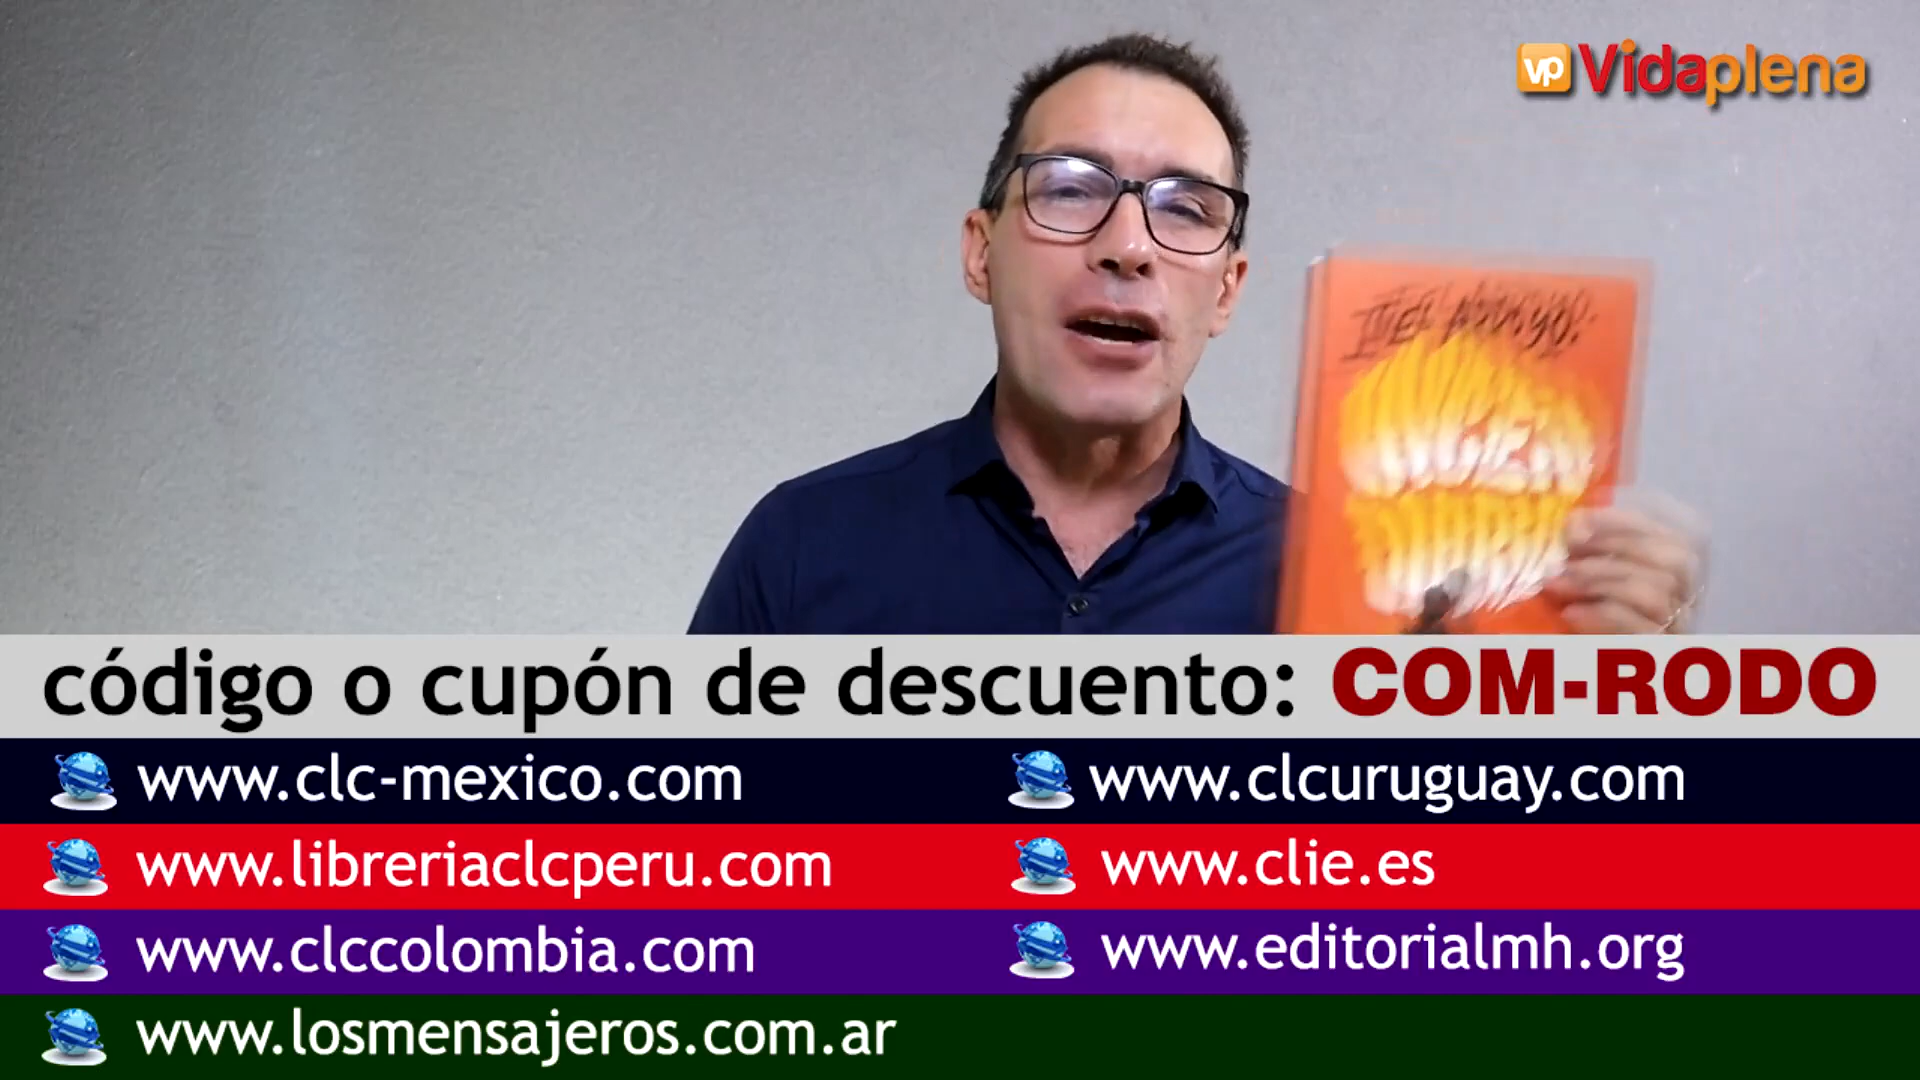 vp Vidaplena
código o cupón de descuento: COM-RODO
www.clc-mexico.com
www.clcuruguay.com
www.libreriaclcperu.com
www.clie.es
www.clccolombia.com
www.editorialmh.org
www.losmensajeros.com.ar